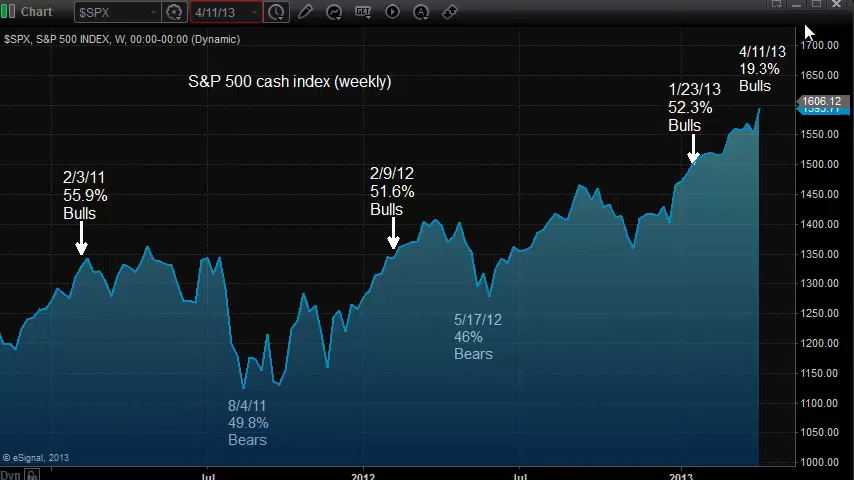 Chart
$SPX
4/11/13
GET
A
$SPX, S&P 500 INDEX, W, 00:00-00:00 (Dynamic)
S&P 500 cash index (weekly)
4/11/13
19.3%
Bulls
1/23/13
52.3%
Bulls
2/3/11
55.9%
Bulls
2/9/12
51.6%
Bulls
5/17/12
46%
Bears
8/4/11
49.8%
Bears
1700.00
1650.00
1606.12
1550.00
1500.00
1450.00
1400.00
1350.00
1300.00
1250.00
1200.00
1150.00
1100.00
1050.00
1000.00
© eSignal, 2013
Dyn
Jul
2012
Jul
2013